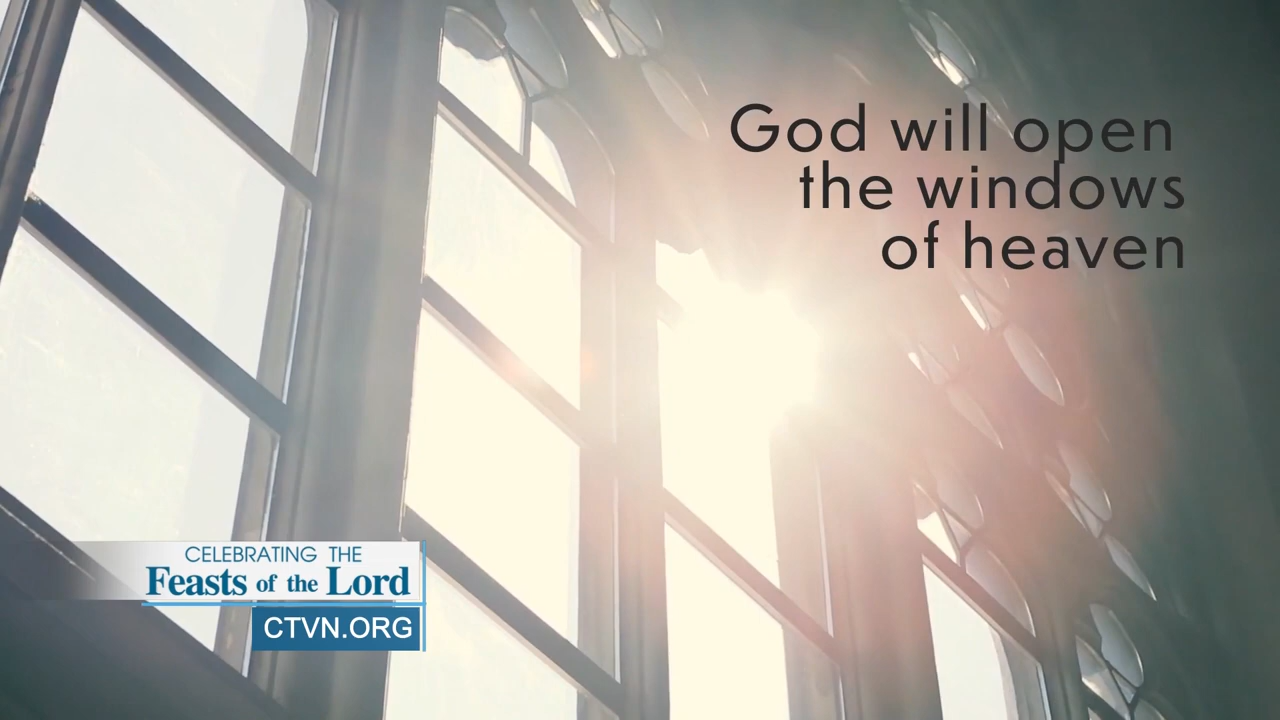 God will open
the windows
of heaven
CELEBRATING THE
Feasts of the Lord
CTVN.ORG